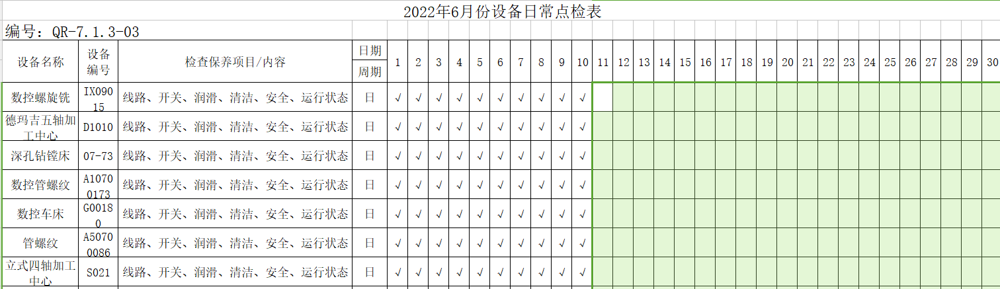 2022年6月份设备日常点检表
编号：QR-7.1.3-03
设备名称 设备编号 检查保养项目/内容 日期 周期 1 2 3 4 5 6 7 8 9 10 11 12 13 14 15 16 17 18 19 20 21 22 23 24 25 26 27 28 29 30
数控螺旋铣 IX09015 线路、开关、润滑、清洁、安全、运行状态 日 √ √ √ √ √ √ √ √ √ √
德玛吉五轴加工中心 D1010 线路、开关、润滑、清洁、安全、运行状态 日 √ √ √ √ √ √ √ √ √ √
深孔钻镗床 07-73 线路、开关、润滑、清洁、安全、运行状态 日 √ √ √ √ √ √ √ √ √ √
数控管螺纹 A10700173 线路、开关、润滑、清洁、安全、运行状态 日 √ √ √ √ √ √ √ √ √ √
数控车床 G00180 线路、开关、润滑、清洁、安全、运行状态 日 √ √ √ √ √ √ √ √ √ √
管螺纹 A50700086 线路、开关、润滑、清洁、安全、运行状态 日 √ √ √ √ √ √ √ √ √ √
立式四轴加工中心 S021 线路、开关、润滑、清洁、安全、运行状态 日 √ √ √ √ √ √ √ √ √ √